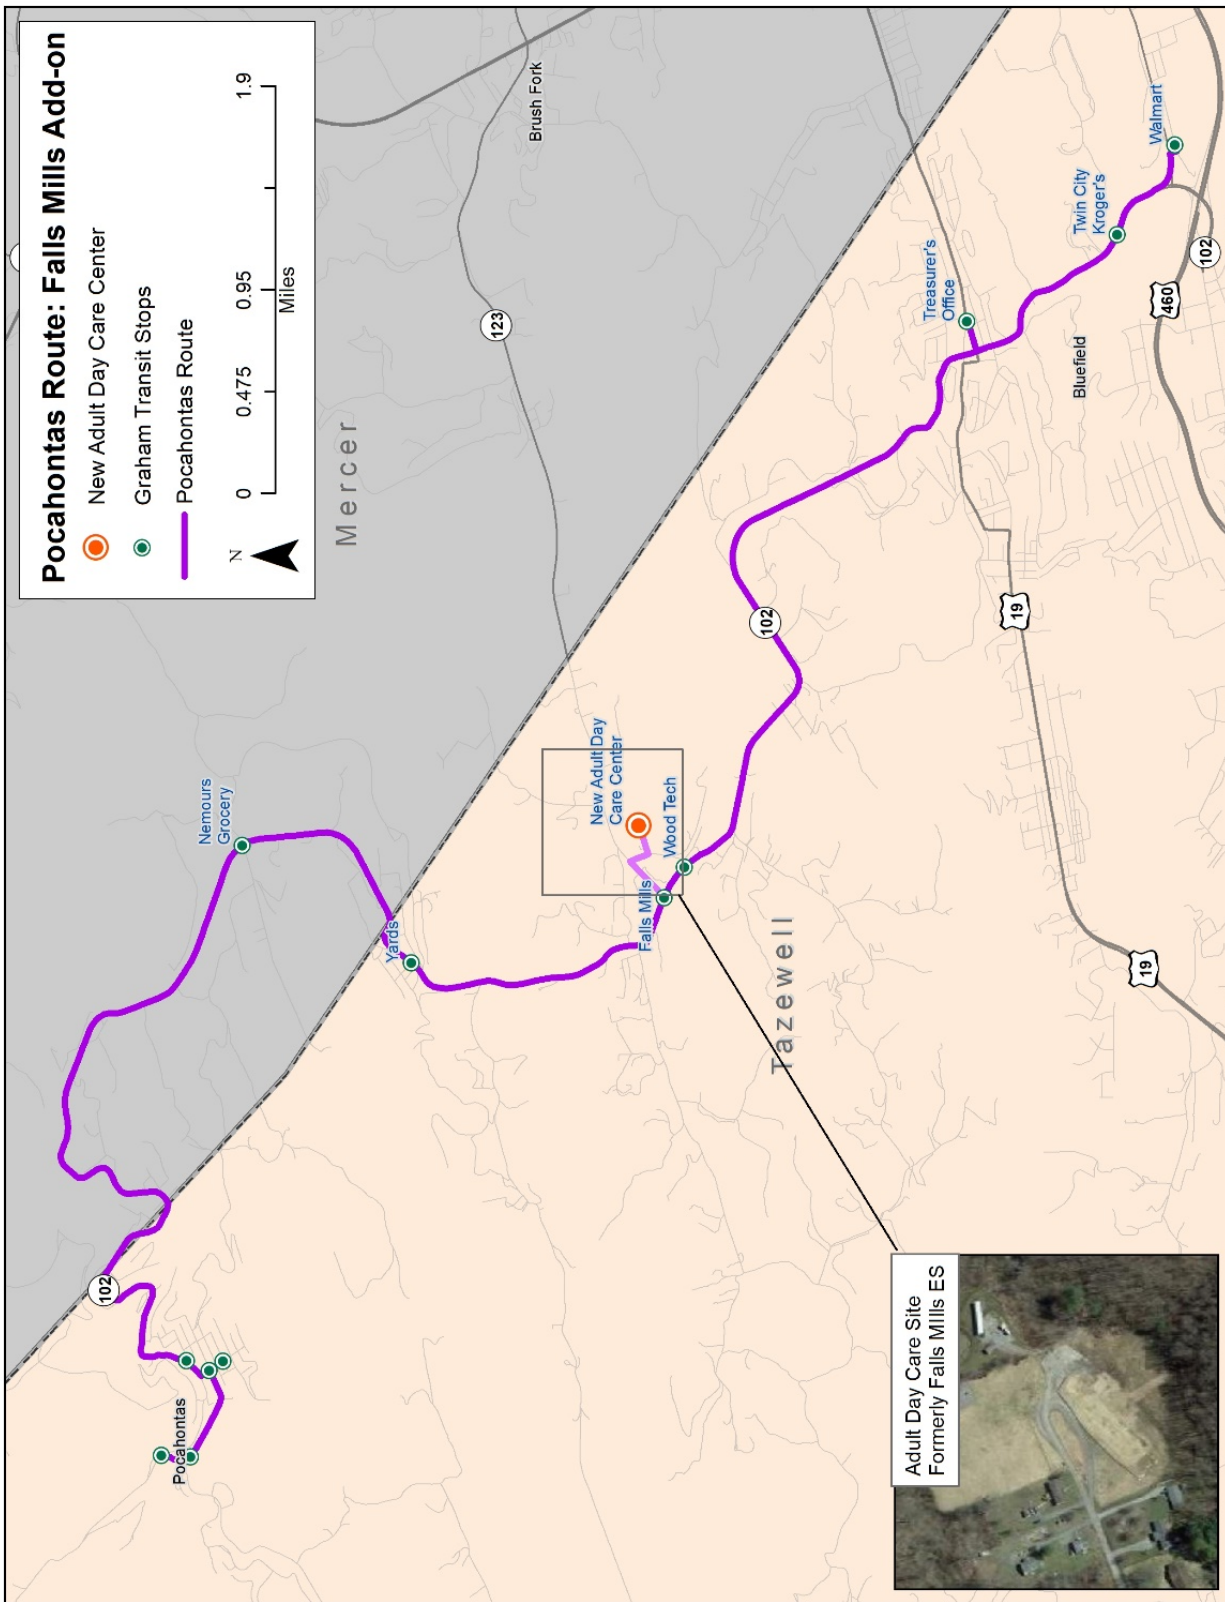 Pocahontas Route: Falls Mills Add-on
New Adult Day Care Center
Graham Transit Stops
Pocahontas Route
N
0 0.475 0.95 1.9
Miles
Mercer
Brush Fork
123
Nemours
Grocery
Yards
102
Pocahontas
New Adult Day
Care Center
Wood Tech
Falls Mills
Tazewell
102
Treasurer's
Office
Twin City
Kroger's
Walmart
Bluefield
460
102
19
19
Adult Day Care Site
Formerly Falls MIlls ES